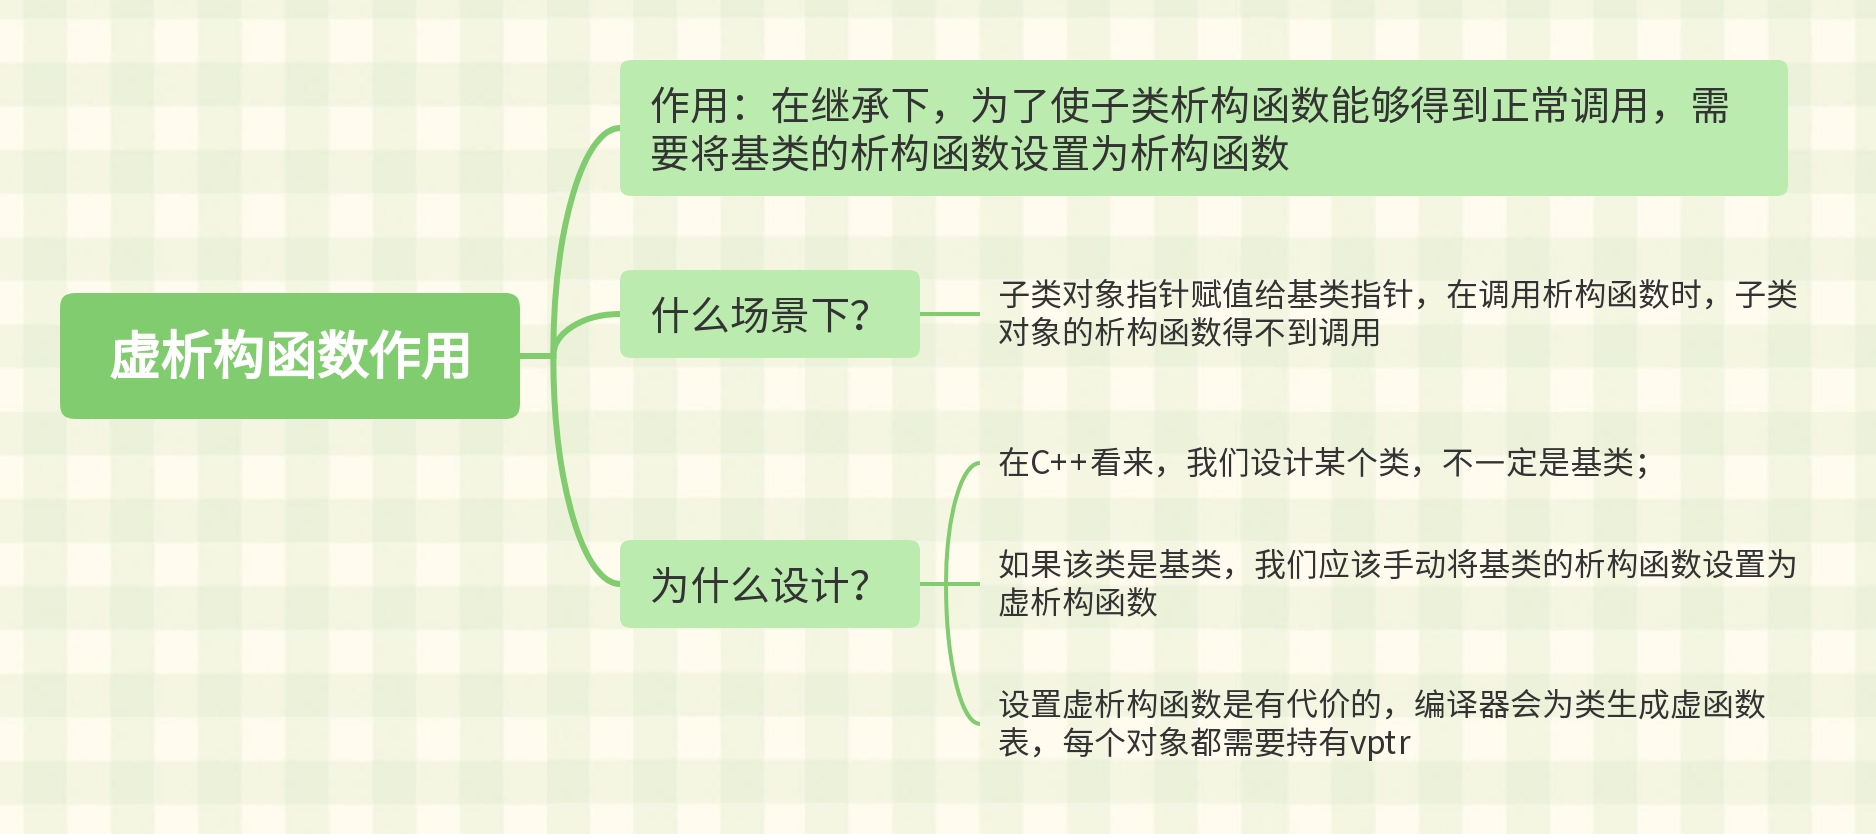 虚析构函数作用
作用：在继承下，为了使子类析构函数能够得到正常调用，需
要将基类的析构函数设置为析构函数
什么场景下？
子类对象指针赋值给基类指针，在调用析构函数时，子类
对象的析构函数得不到调用
为什么设计？
在C++看来，我们设计某个类，不一定是基类；
如果该类是基类，我们应该手动将基类的析构函数设置为
虚析构函数
设置虚析构函数是有代价的，编译器会为类生成虚函数
表，每个对象都需要持有vptr